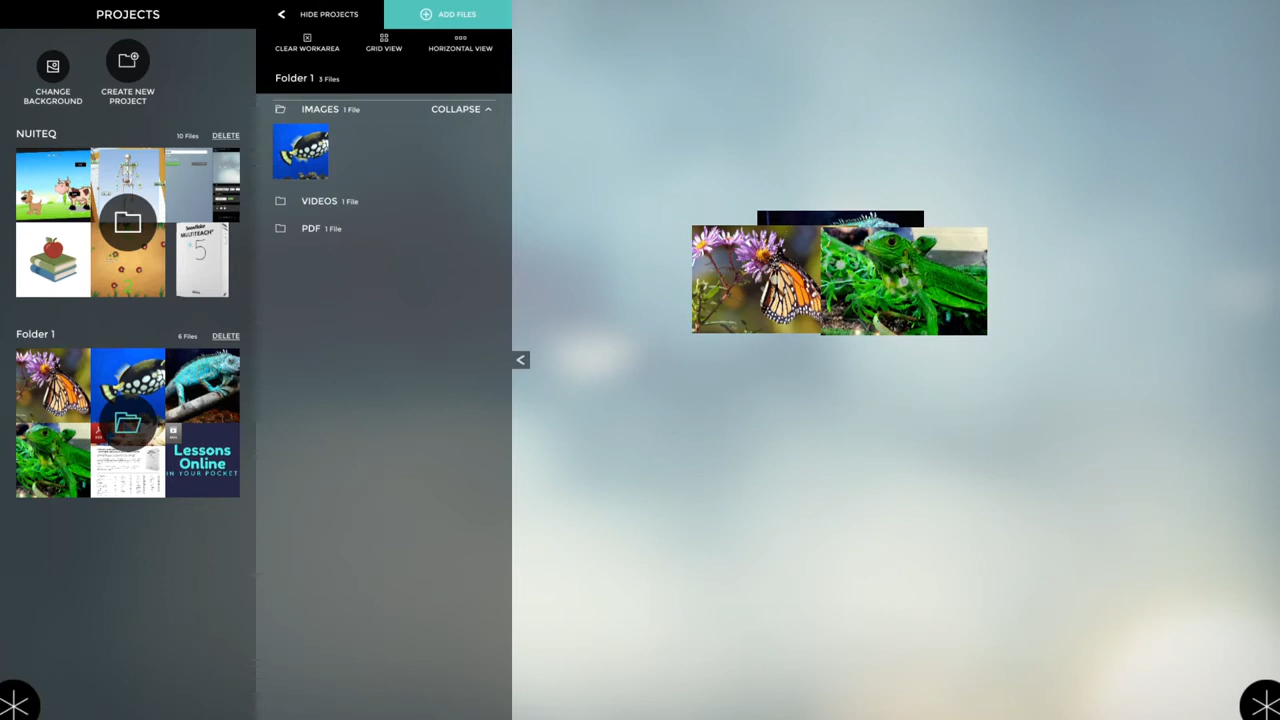 PROJECTS
HIDE PROJECTS
ADD FILES
CLEAR WORKAREA
GRID VIEW
HORIZONTAL VIEW
CHANGE
BACKGROUND
CREATE NEW
PROJECT
Folder 1 3 Files
IMAGES 1 File
COLLAPSE
VIDEOS 1 File
PDF 1 File
NUITEQ
10 Files
DELETE
MULTITEACH
5
Folder 1
6 Files
DELETE
Lessons
Online
IN YOUR POCKET